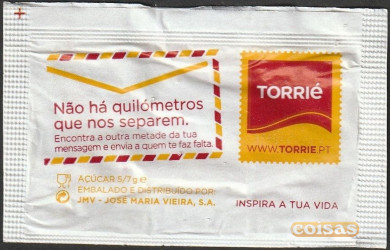 Não há quilómetros
que nos separem.
Encontra a outra metade da tua
mensagem e envia a quem te faz falta.
TORRIÉ
WWW.TORRIE.PT
AÇÚCAR 5/7g e
EMBALADO E DISTRIBUÍDO POR:
JMV - JOSÉ MARIA VIEIRA, S.A.
INSPIRA A TUA VIDA
coisas